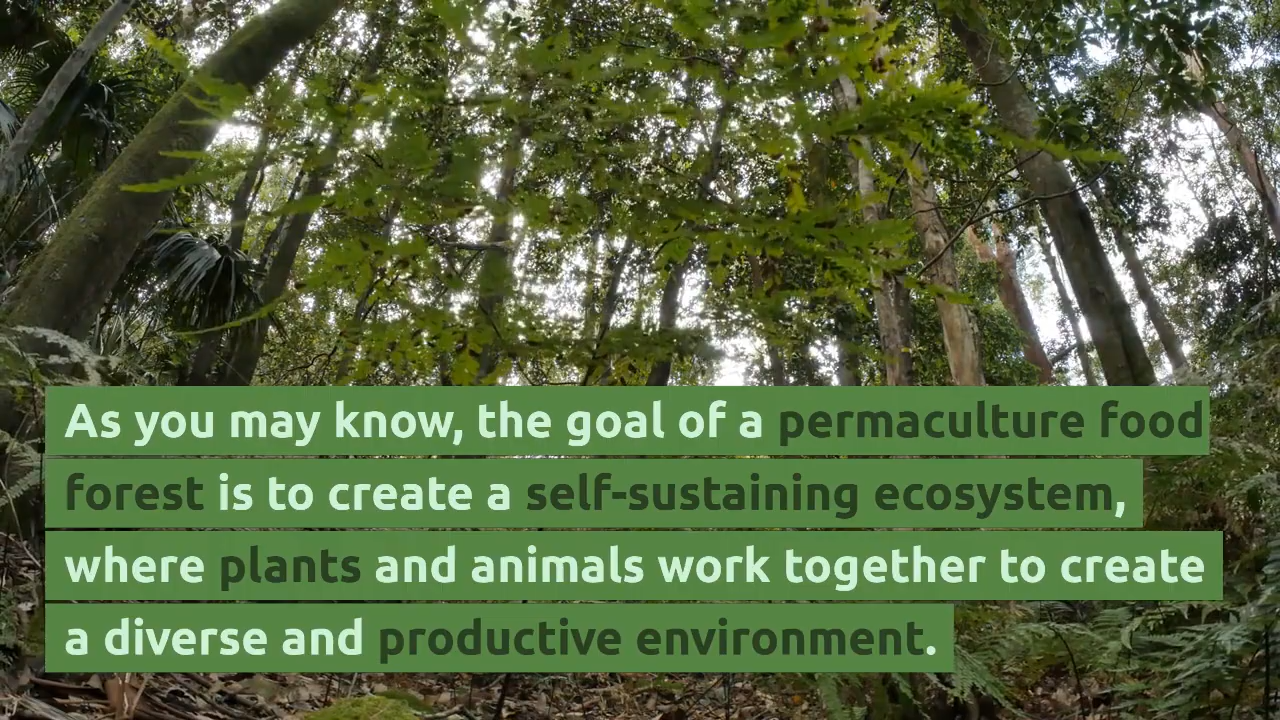 As you may know, the goal of a permaculture food
forest is to create a self-sustaining ecosystem,
where plants and animals work together to create
a diverse and productive environment.